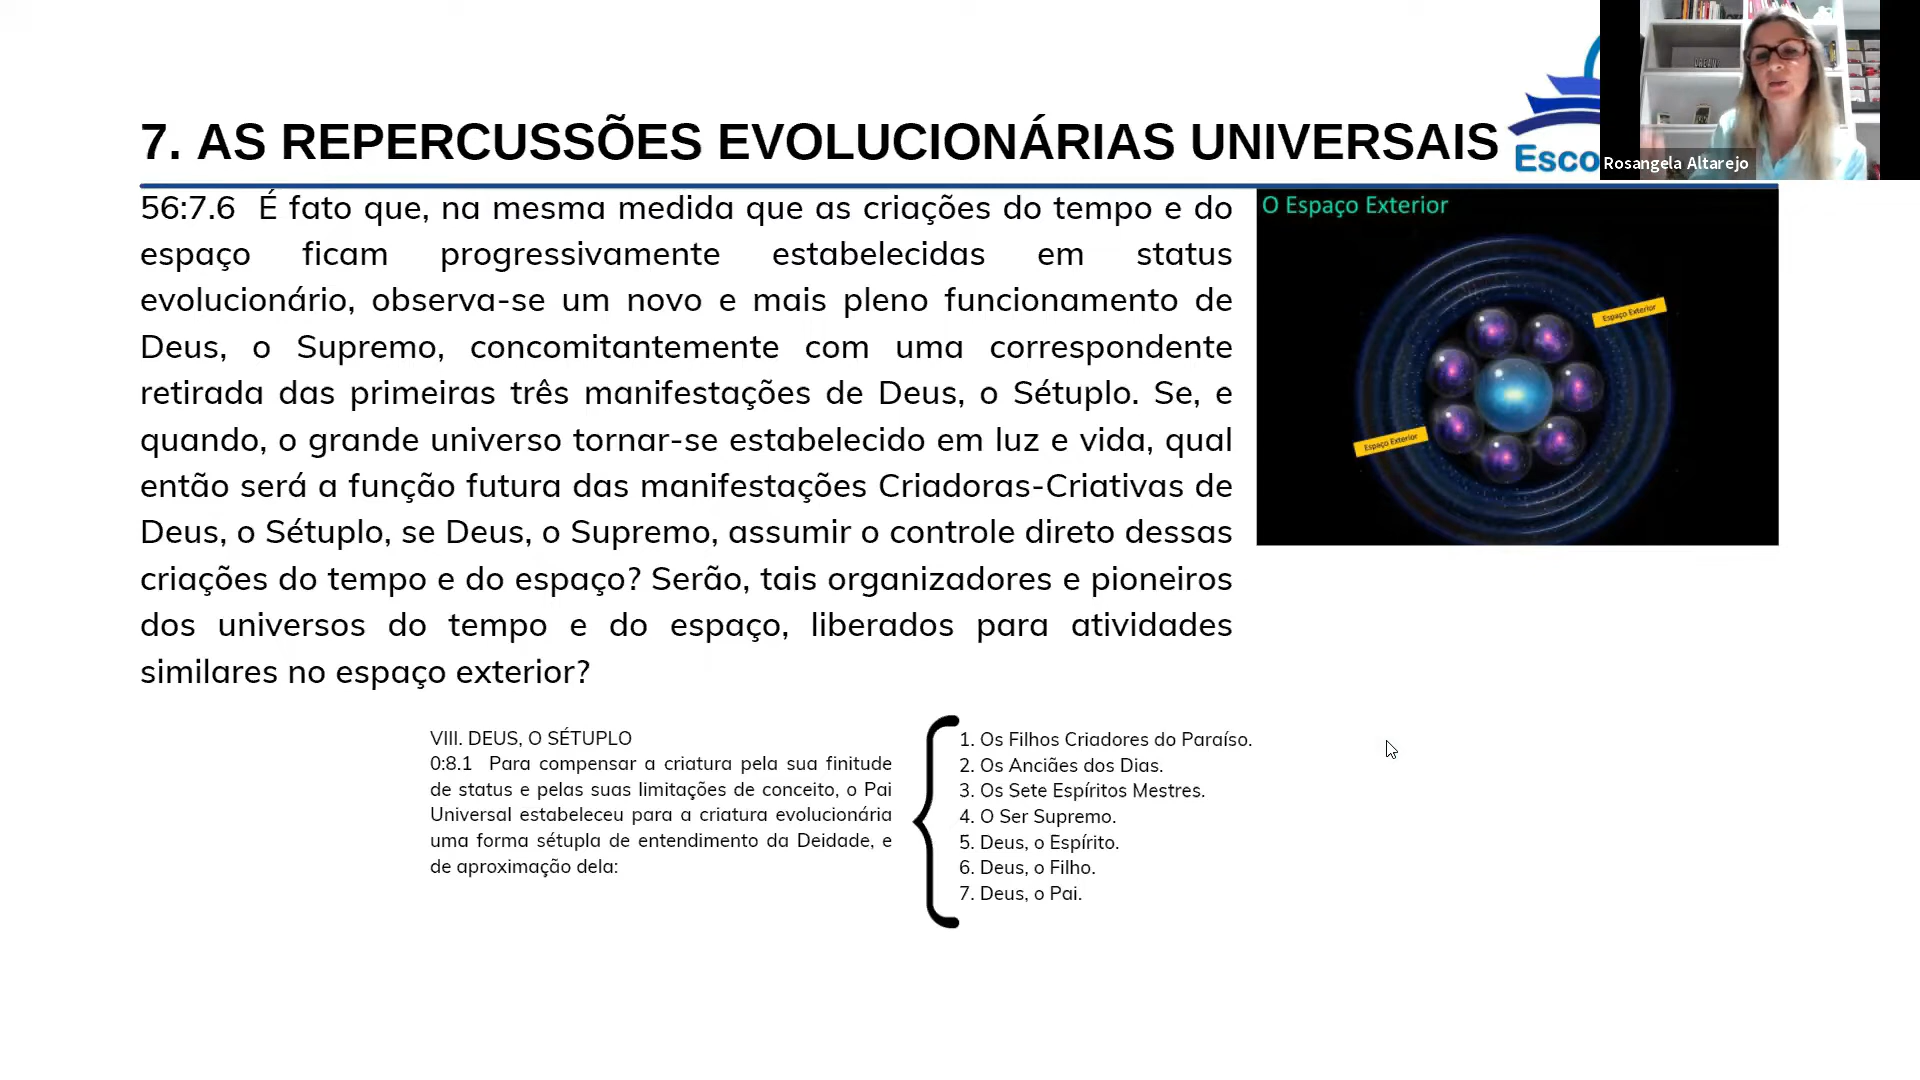 7. AS REPERCUSSÕES EVOLUCIONÁRIAS UNIVERSAIS
Esco
Rosangela Altarejo
56:7.6 É fato que, na mesma medida que as criações do tempo e do
espaço ficam progressivamente estabelecidas em status
evolucionário, observa-se um novo e mais pleno funcionamento de
Deus, o Supremo, concomitantemente com uma correspondente
retirada das primeiras três manifestações de Deus, o Sétuplo. Se, e
quando, o grande universo tornar-se estabelecido em luz e vida, qual
então será a função futura das manifestações Criadoras-Criativas de
Deus, o Sétuplo, se Deus, o Supremo, assumir o controle direto dessas
criações do tempo e do espaço? Serão, tais organizadores e pioneiros
dos universos do tempo e do espaço, liberados para atividades
similares no espaço exterior?
O Espaço Exterior
Espaço Exterior
Espaço Exterior
VIII. DEUS, O SÉTUPLO
0:8.1 Para compensar a criatura pela sua finitude
de status e pelas suas limitações de conceito, o Pai
Universal estabeleceu para a criatura evolucionária
uma forma sétupla de entendimento da Deidade, e
de aproximação dela:
1. Os Filhos Criadores do Paraíso.
2. Os Anciães dos Dias.
3. Os Sete Espíritos Mestres.
4. O Ser Supremo.
5. Deus, o Espírito.
6. Deus, o Filho.
7. Deus, o Pai.